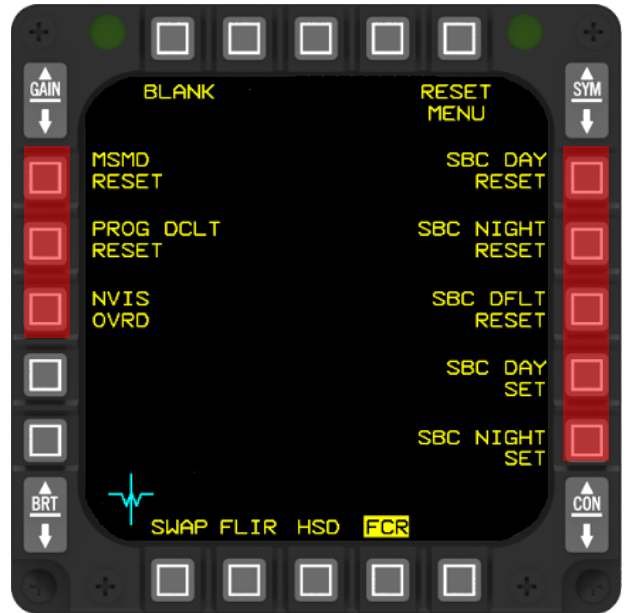 GAIN
SYM
BLANK
RESET
MENU
MSMD
RESET
SBC DAY
RESET
PROG DCLT
RESET
SBC NIGHT
RESET
NVIS
OVRD
SBC DFLT
RESET
SBC DAY
SET
SBC NIGHT
SET
BRT
CON
SWAP FLIR HSD FCR